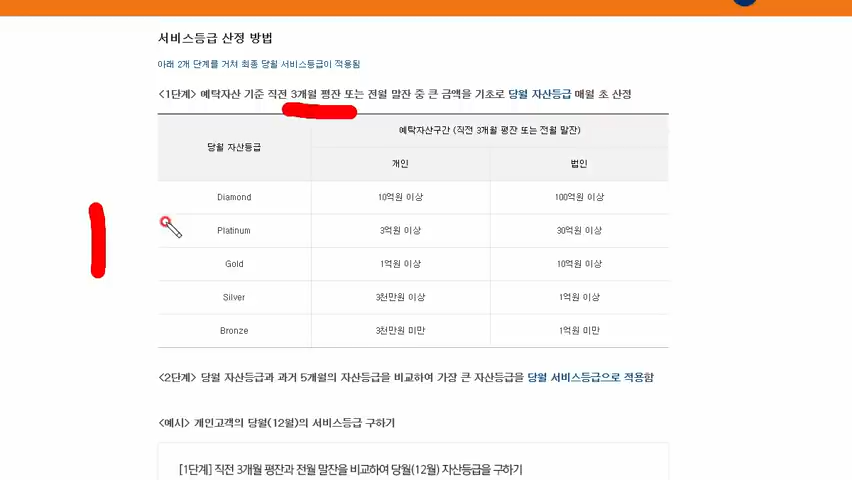 서비스등급 산정 방법
아래 2개 단계를 거쳐 최종 당월 서비스등급이 적용됨
<1단계> 예탁자산 기준 직전 3개월 평잔 또는 전월 말잔 중 큰 금액을 기초로 당월 자산등급 매월 초 산정
당월 자산등급
예탁자산구간 (직전 3개월 평잔 또는 전월 말잔)
개인 법인
Diamond 10억원 이상 100억원 이상
Platinum 3억원 이상 30억원 이상
Gold 1억원 이상 10억원 이상
Silver 3천만원 이상 1억원 이상
Bronze 3천만원 미만 1억원 미만
<2단계> 당월 자산등급과 과거 5개월의 자산등급을 비교하여 가장 큰 자산등급을 당월 서비스등급으로 적용함
<예시> 개인고객의 당월(12월)의 서비스등급 구하기
[1단계] 직전 3개월 평잔과 전월 말잔을 비교하여 당월(12월) 자산등급을 구하기